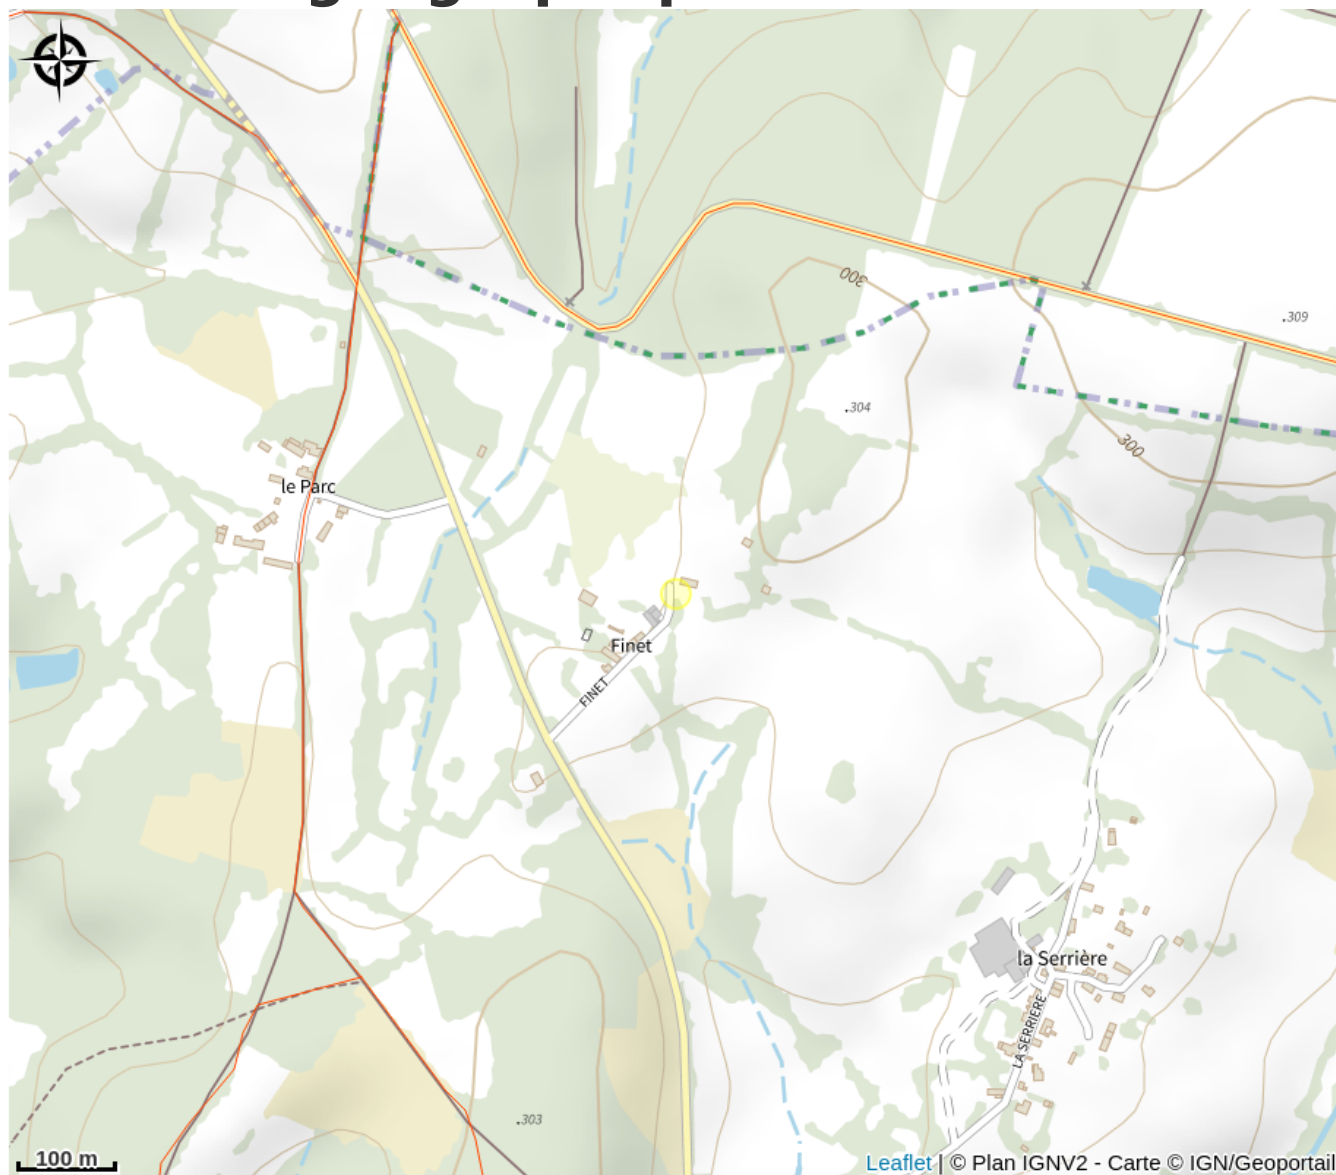 300
.309
.304
300
le Parc
Finet
FINET
la Serrière
LA SERRIERE
.303
100 m
Leaflet | © Plan IGNV2 - Carte © IGN/Geoportail